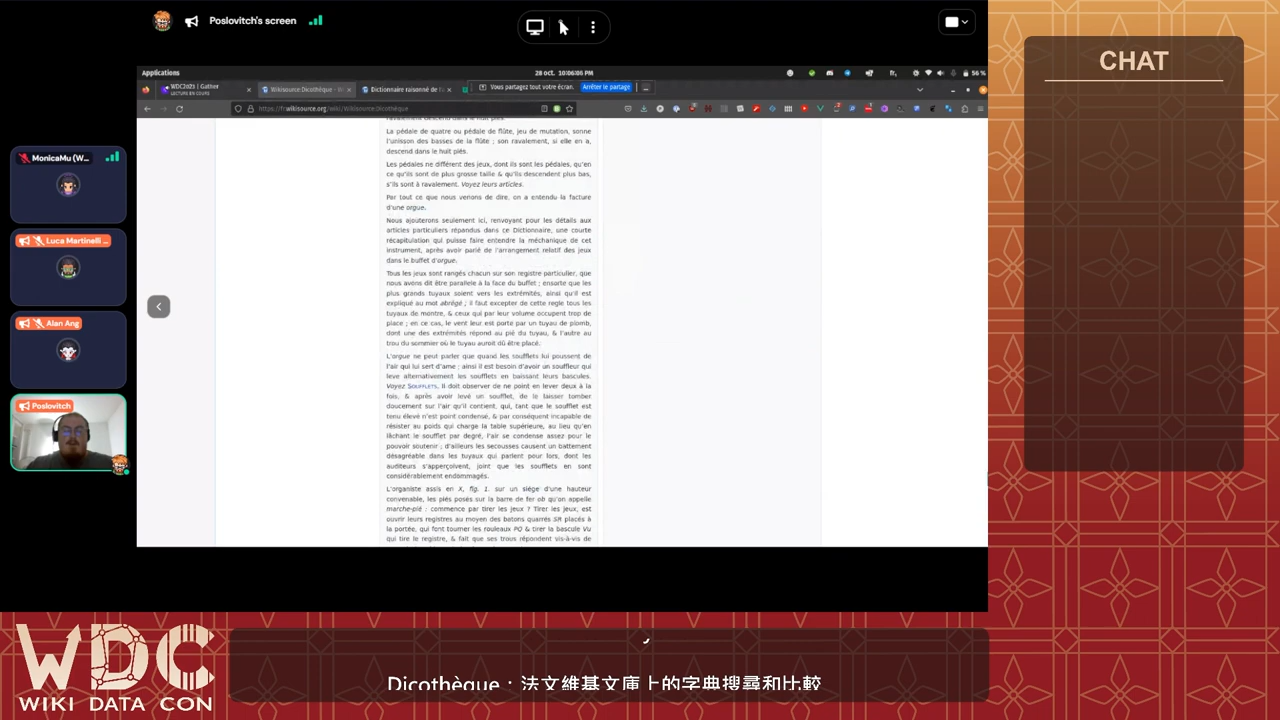 Poslovitch's screen
CHAT
Applications
28 oct. 10:06:06 PM
56 %
WDC2023 | Gather
LECTURE EN COURS
Wikisource:Dicothèque
Dictionnaire raisonné de l'
Vous partagez tout votre écran.
Arrêter le partage
https://fr.wikisource.org/wiki/Wikisource:Dicothèque
ravalement descend dans le huit piés.
La pédale de quatre ou pédale de flûte, jeu de mutation, sonne
l'unisson des basses de la flûte ; son ravalement, si elle en a,
descend dans le huit piés.
Les pédales ne différent des jeux, dont ils sont les pédales, qu'en
ce qu'ils sont de plus grosse taille & qu'ils descendent plus bas,
s'ils sont à ravalement. Voyez leurs articles.
Par tout ce que nous venons de dire, on a entendu la facture
d'une orgue.
Nous ajouterons seulement ici, renvoyant pour les détails aux
articles particuliers répandus dans ce Dictionnaire, une courte
récapitulation qui puisse faire entendre la méchanique de cet
instrument, après avoir parlé de l'arrangement relatif des jeux
dans le buffet d'orgue.
Tous les jeux sont rangés chacun sur son registre particulier, que
nous avons dit être parallele à la face du buffet ; ensorte que les
plus grands tuyaux soient vers les extrémités, ainsi qu'il est
expliqué au mot abrégé ; il faut excepter de cette regle tous les
tuyaux de montre, & ceux qui par leur volume occupent trop de
place ; en ce cas, le vent leur est porté par un tuyau de plomb,
dont une des extrémités répond au pié du tuyau, & l'autre au
trou du sommier où le tuyau auroit dû être placé.
L'orgue ne peut parler que quand les soufflets lui poussent de
l'air qui lui sert d'ame ; ainsi il est besoin d'avoir un souffleur qui
leve alternativement les soufflets en baissant leurs bascules.
Voyez Soufflets. Il doit observer de ne point en lever deux à la
fois, & après avoir levé un soufflet, de le laisser tomber
doucement sur l'air qu'il contient, qui, tant que le soufflet est
tenu élevé n'est point condensé, & par conséquent incapable de
résister au poids qui charge la table supérieure, au lieu qu'en
lâchant le soufflet par degré, l'air se condense assez pour le
pouvoir soutenir ; d'ailleurs les secousses causent un battement
désagréable dans les tuyaux qui parlent pour lors, dont les
auditeurs s'apperçoivent, joint que les soufflets en sont
considérablement endommagés.
L'organiste assis en X, fig. 1. sur un siége d'une hauteur
convenable, les piés posés sur la barre de fer ob qu'on appelle
marche-pié : commence par tirer les jeux ? Tirer les jeux, est
ouvrir leurs registres au moyen des batons quarrés SR placés à
la portée, qui font tourner les rouleaux PQ & tirer la bascule Vu
qui tire le registre, & fait que ses trous répondent vis-à-vis de
MonicaMu (W...
Luca Martinelli ...
Alan Ang
Poslovitch
WDC
WIKI DATA CON
Dicothèque：法文維基文庫上的字典搜尋和比較